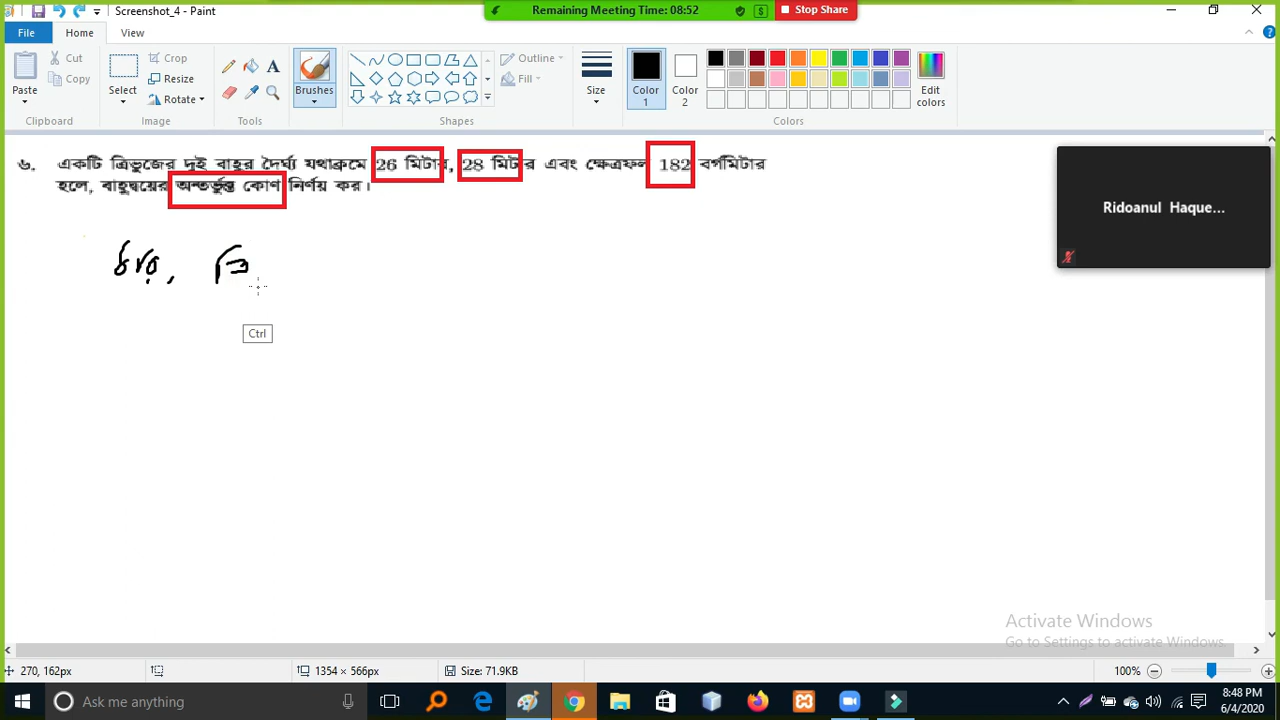 Screenshot_4 - Paint
Remaining Meeting Time: 08:52
Stop Share
File
Home
View
Paste
Cut
Copy
Clipboard
Select
Crop
Resize
Rotate
Image
Tools
Brushes
Outline
Fill
Shapes
Size
Color 1
Color 2
Edit colors
Colors
৬. একটি ত্রিভুজের দুই বাহুর দৈর্ঘ্য যথাক্রমে 26 মিটার, 28 মিটার এবং ক্ষেত্রফল 182 বর্গমিটার
হলে, বাহুদ্বয়ের অন্তর্ভুক্ত কোণ নির্ণয় কর।
Ridoanul Haque...
ধরি,
Ctrl
Activate Windows
Go to Settings to activate Windows.
270, 162px
1354 × 566px
Size: 71.9KB
100%
Ask me anything
8:48 PM
6/4/2020